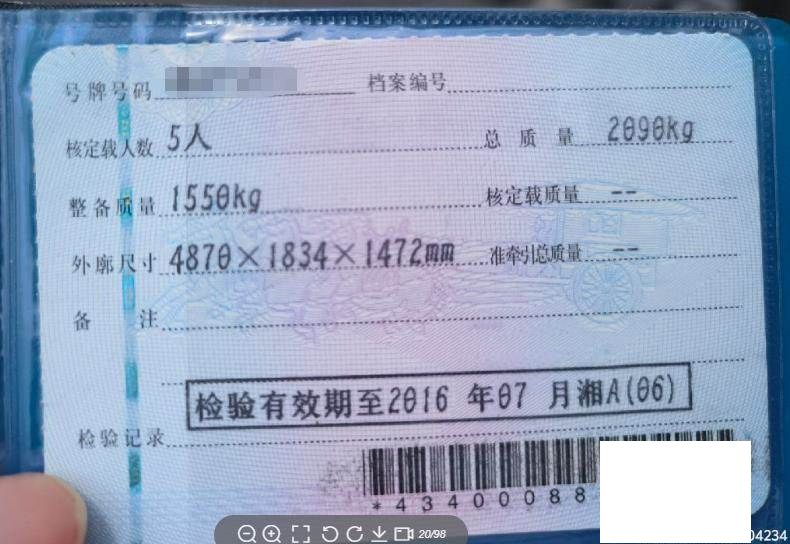 号牌号码 档案编号
核定载人数 5人 总质量 2090kg
整备质量 1550kg 核定载质量 --
外廓尺寸 4870×1834×1472mm 准牵引总质量 --
备注
检验有效期至2016年07月湘A(06)
检验记录
*43400088
20/98
04234